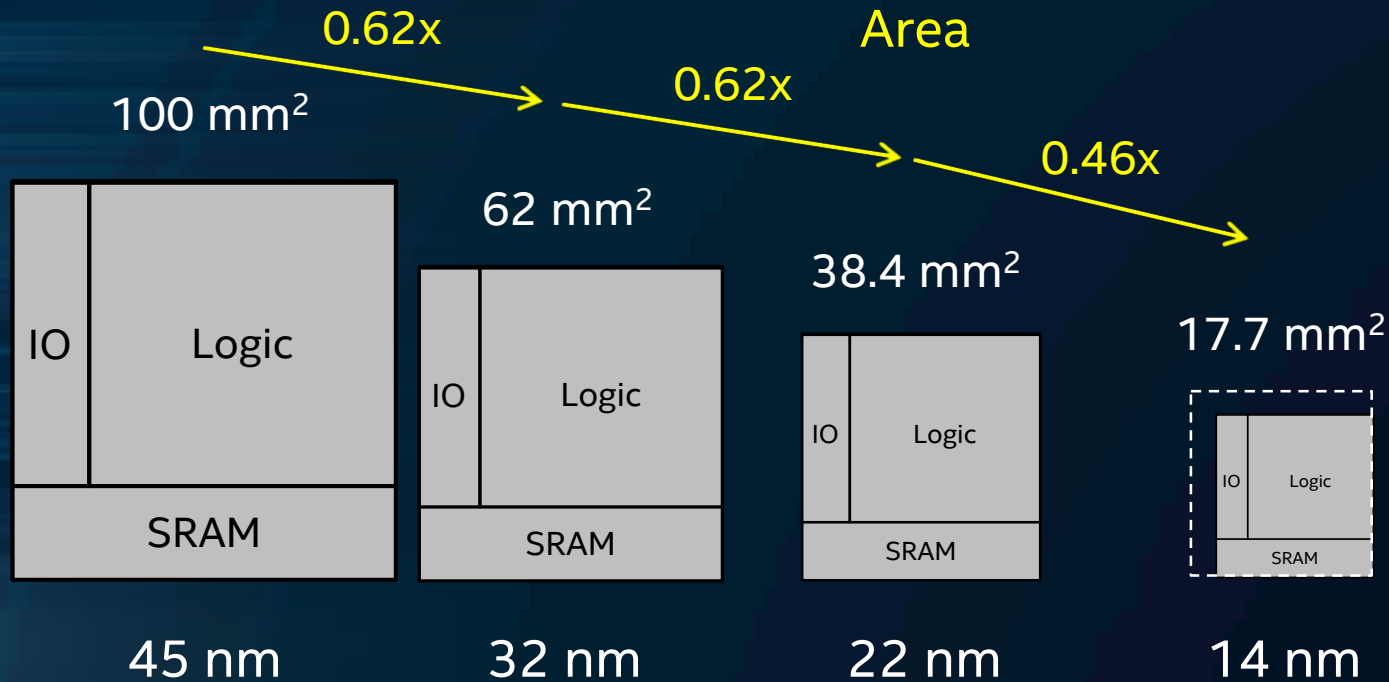 Area
0.62x
0.62x
0.46x
100 mm²
62 mm²
38.4 mm²
17.7 mm²
IO
Logic
SRAM
IO
Logic
SRAM
IO
Logic
SRAM
IO
Logic
SRAM
45 nm
32 nm
22 nm
14 nm